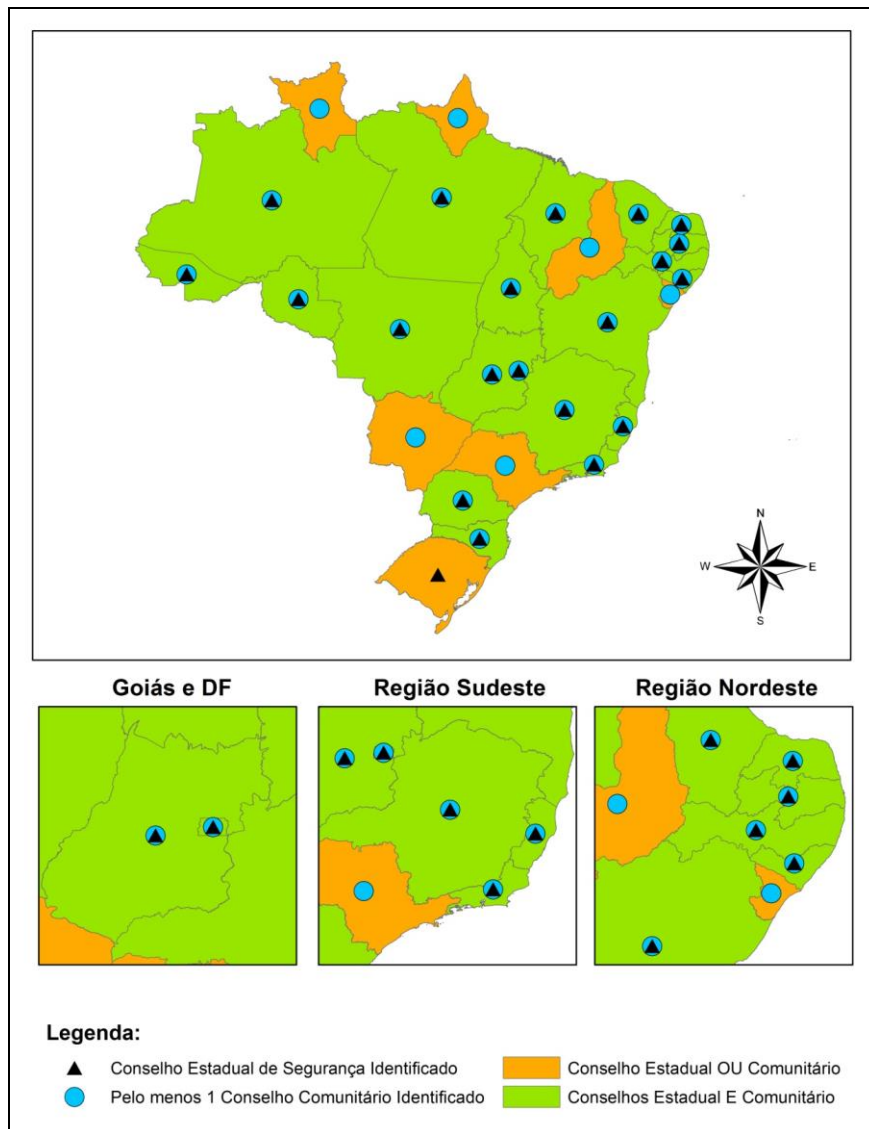 N
W
E
S
Goiás e DF
Região Sudeste
Região Nordeste
Legenda:
Conselho Estadual de Segurança Identificado
Conselho Estadual OU Comunitário
Pelo menos 1 Conselho Comunitário Identificado
Conselhos Estadual E Comunitário